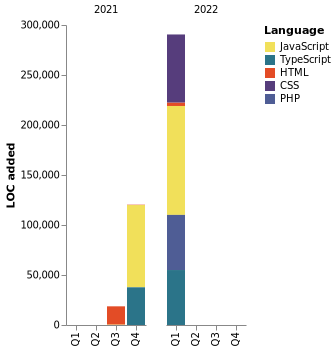 2021 2022
Language
JavaScript
TypeScript
HTML
CSS
PHP
LOC added
300,000
250,000
200,000
150,000
100,000
50,000
0
Q1 Q2 Q3 Q4 Q1 Q2 Q3 Q4